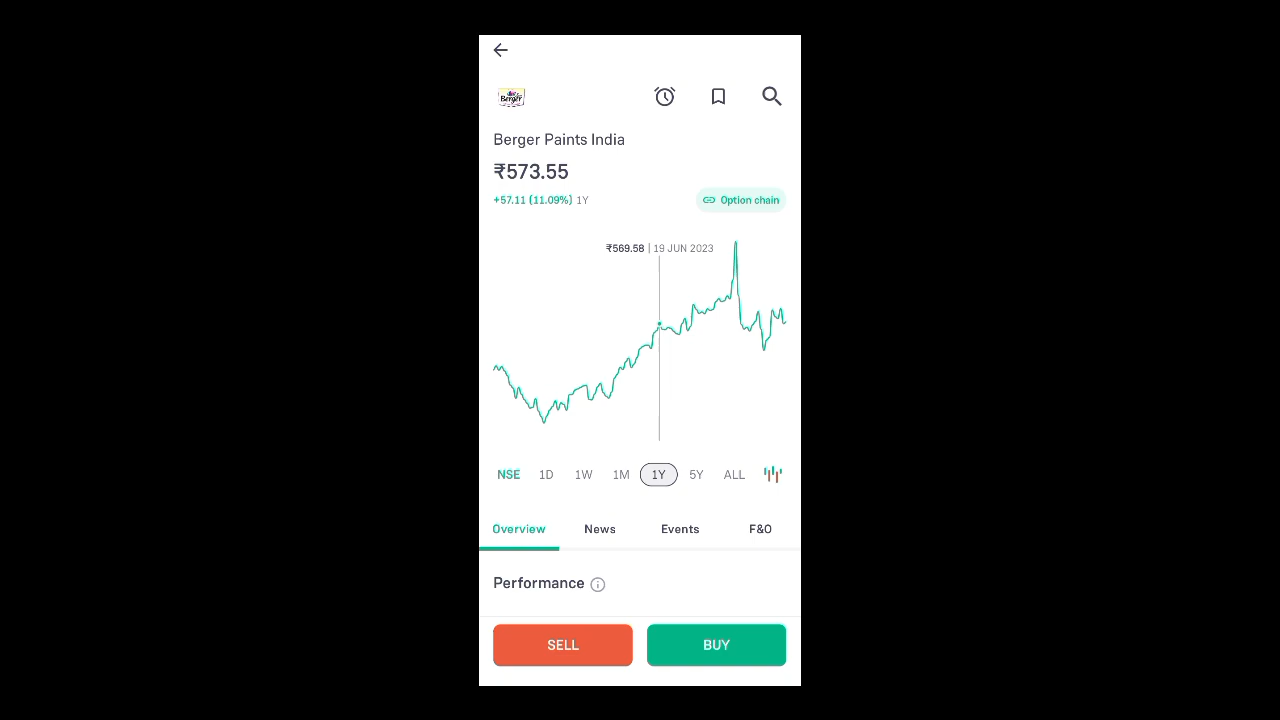 Berger
Berger Paints India
₹573.55
+57.11 (11.09%) 1Y
Option chain
₹569.58 | 19 JUN 2023
NSE 1D 1W 1M 1Y 5Y ALL
Overview News Events F&O
Performance
SELL BUY